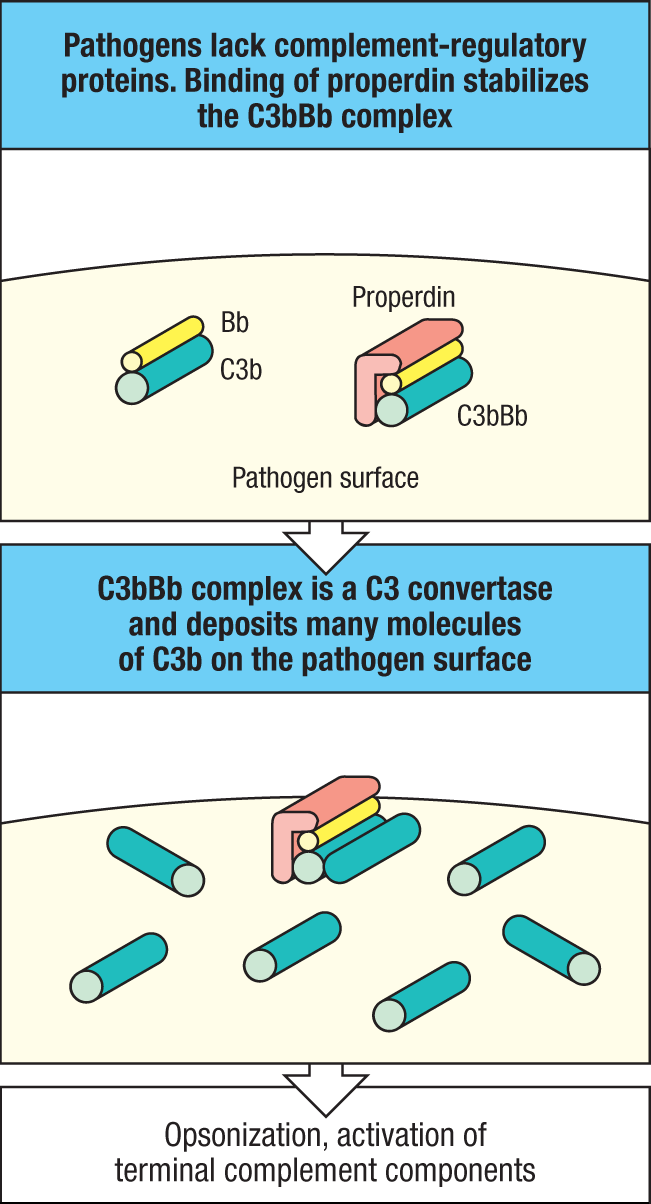 Pathogens lack complement-regulatory
proteins. Binding of properdin stabilizes
the C3bBb complex
Properdin
Bb
C3b
C3bBb
Pathogen surface
C3bBb complex is a C3 convertase
and deposits many molecules
of C3b on the pathogen surface
Opsonization, activation of
terminal complement components